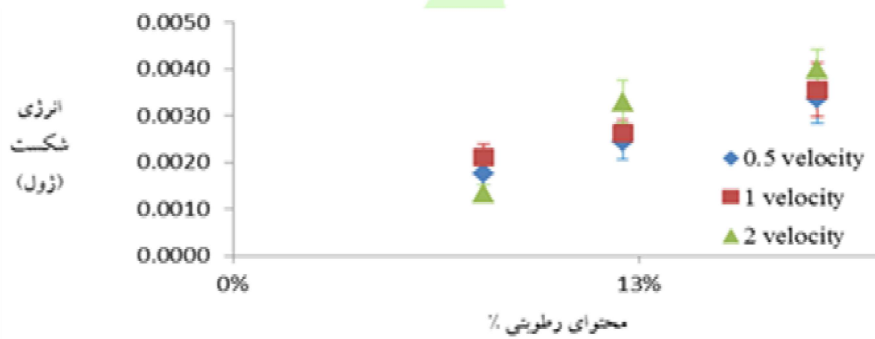 0.0050
0.0040
0.0030
0.0020
0.0010
0.0000
انرژی
شکست
(ژول)
0.5 velocity
1 velocity
2 velocity
0%
13%
محتوای رطوبتی %